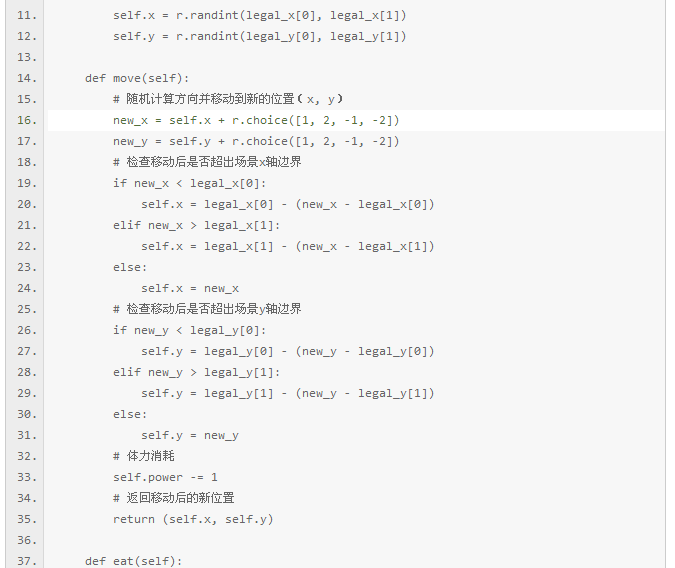 11.         self.x = r.randint(legal_x[0], legal_x[1])
12.         self.y = r.randint(legal_y[0], legal_y[1])
13.
14.     def move(self):
15.         # 随机计算方向并移动到新的位置（x, y）
16.         new_x = self.x + r.choice([1, 2, -1, -2])
17.         new_y = self.y + r.choice([1, 2, -1, -2])
18.         # 检查移动后是否超出场景x轴边界
19.         if new_x < legal_x[0]:
20.             self.x = legal_x[0] - (new_x - legal_x[0])
21.         elif new_x > legal_x[1]:
22.             self.x = legal_x[1] - (new_x - legal_x[1])
23.         else:
24.             self.x = new_x
25.         # 检查移动后是否超出场景y轴边界
26.         if new_y < legal_y[0]:
27.             self.y = legal_y[0] - (new_y - legal_y[0])
28.         elif new_y > legal_y[1]:
29.             self.y = legal_y[1] - (new_y - legal_y[1])
30.         else:
31.             self.y = new_y
32.         # 体力消耗
33.         self.power -= 1
34.         # 返回移动后的新位置
35.         return (self.x, self.y)
36.
37.     def eat(self):